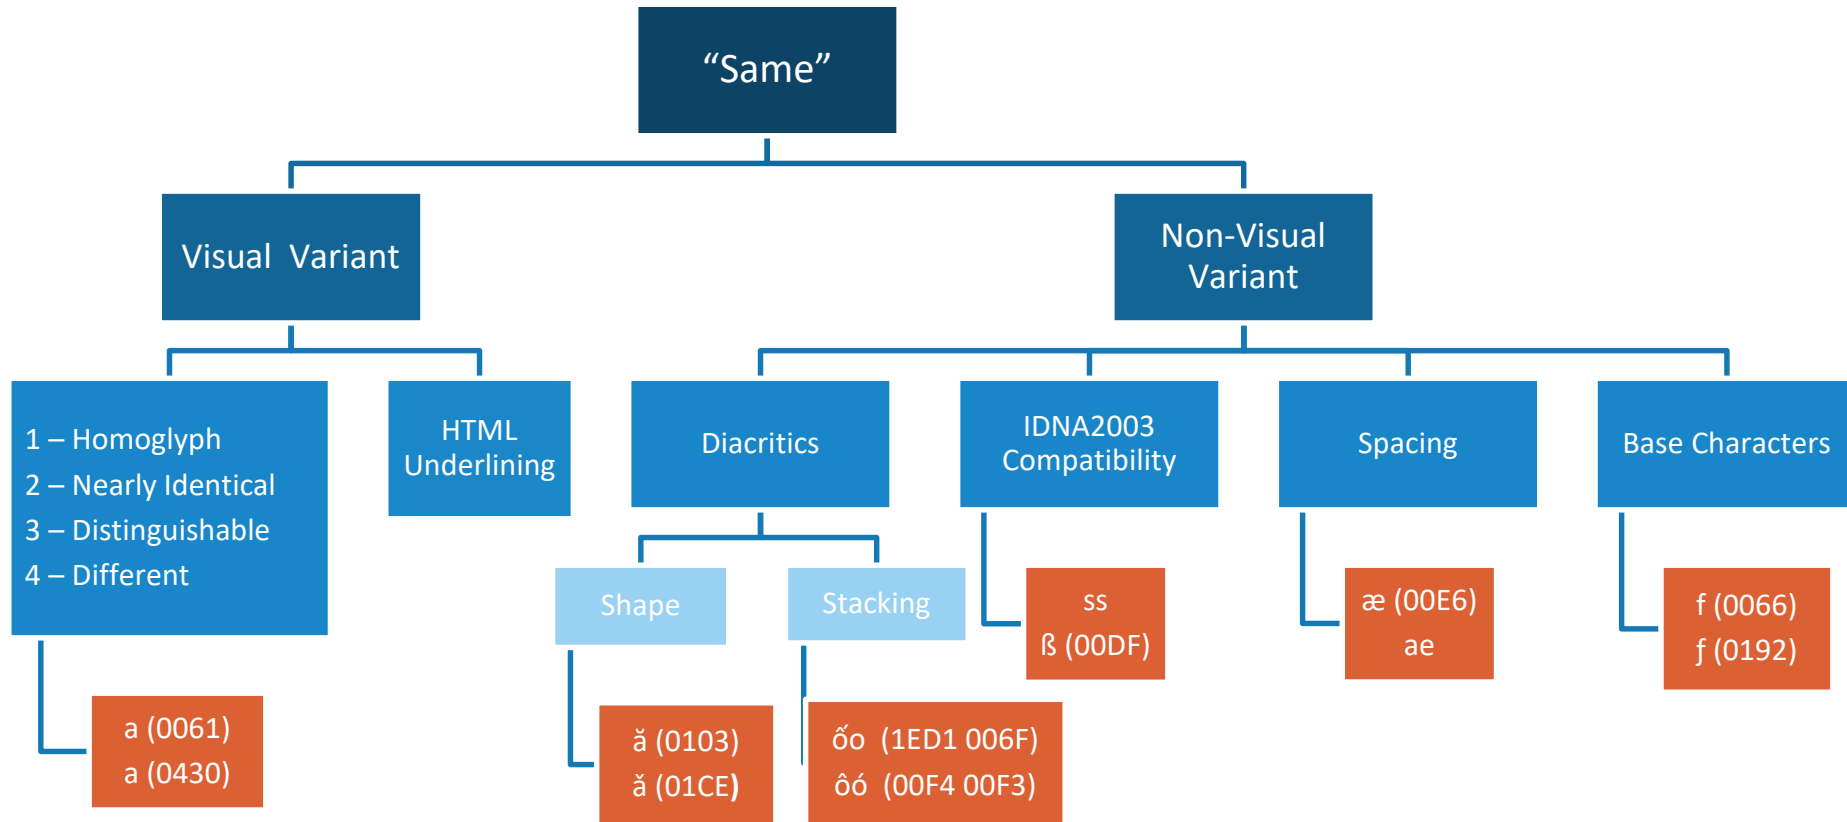 “Same”
Visual  Variant
Non-Visual
Variant
1 – Homoglyph
2 – Nearly Identical
3 – Distinguishable
4 – Different
HTML
Underlining
Diacritics
IDNA2003
Compatibility
Spacing
Base Characters
Shape
Stacking
ss
ß (00DF)
æ (00E6)
ae
f (0066)
ƒ (0192)
a (0061)
а (0430)
ă (0103)
ǎ (01CE)
ốo  (1ED1 006F)
ôó  (00F4 00F3)